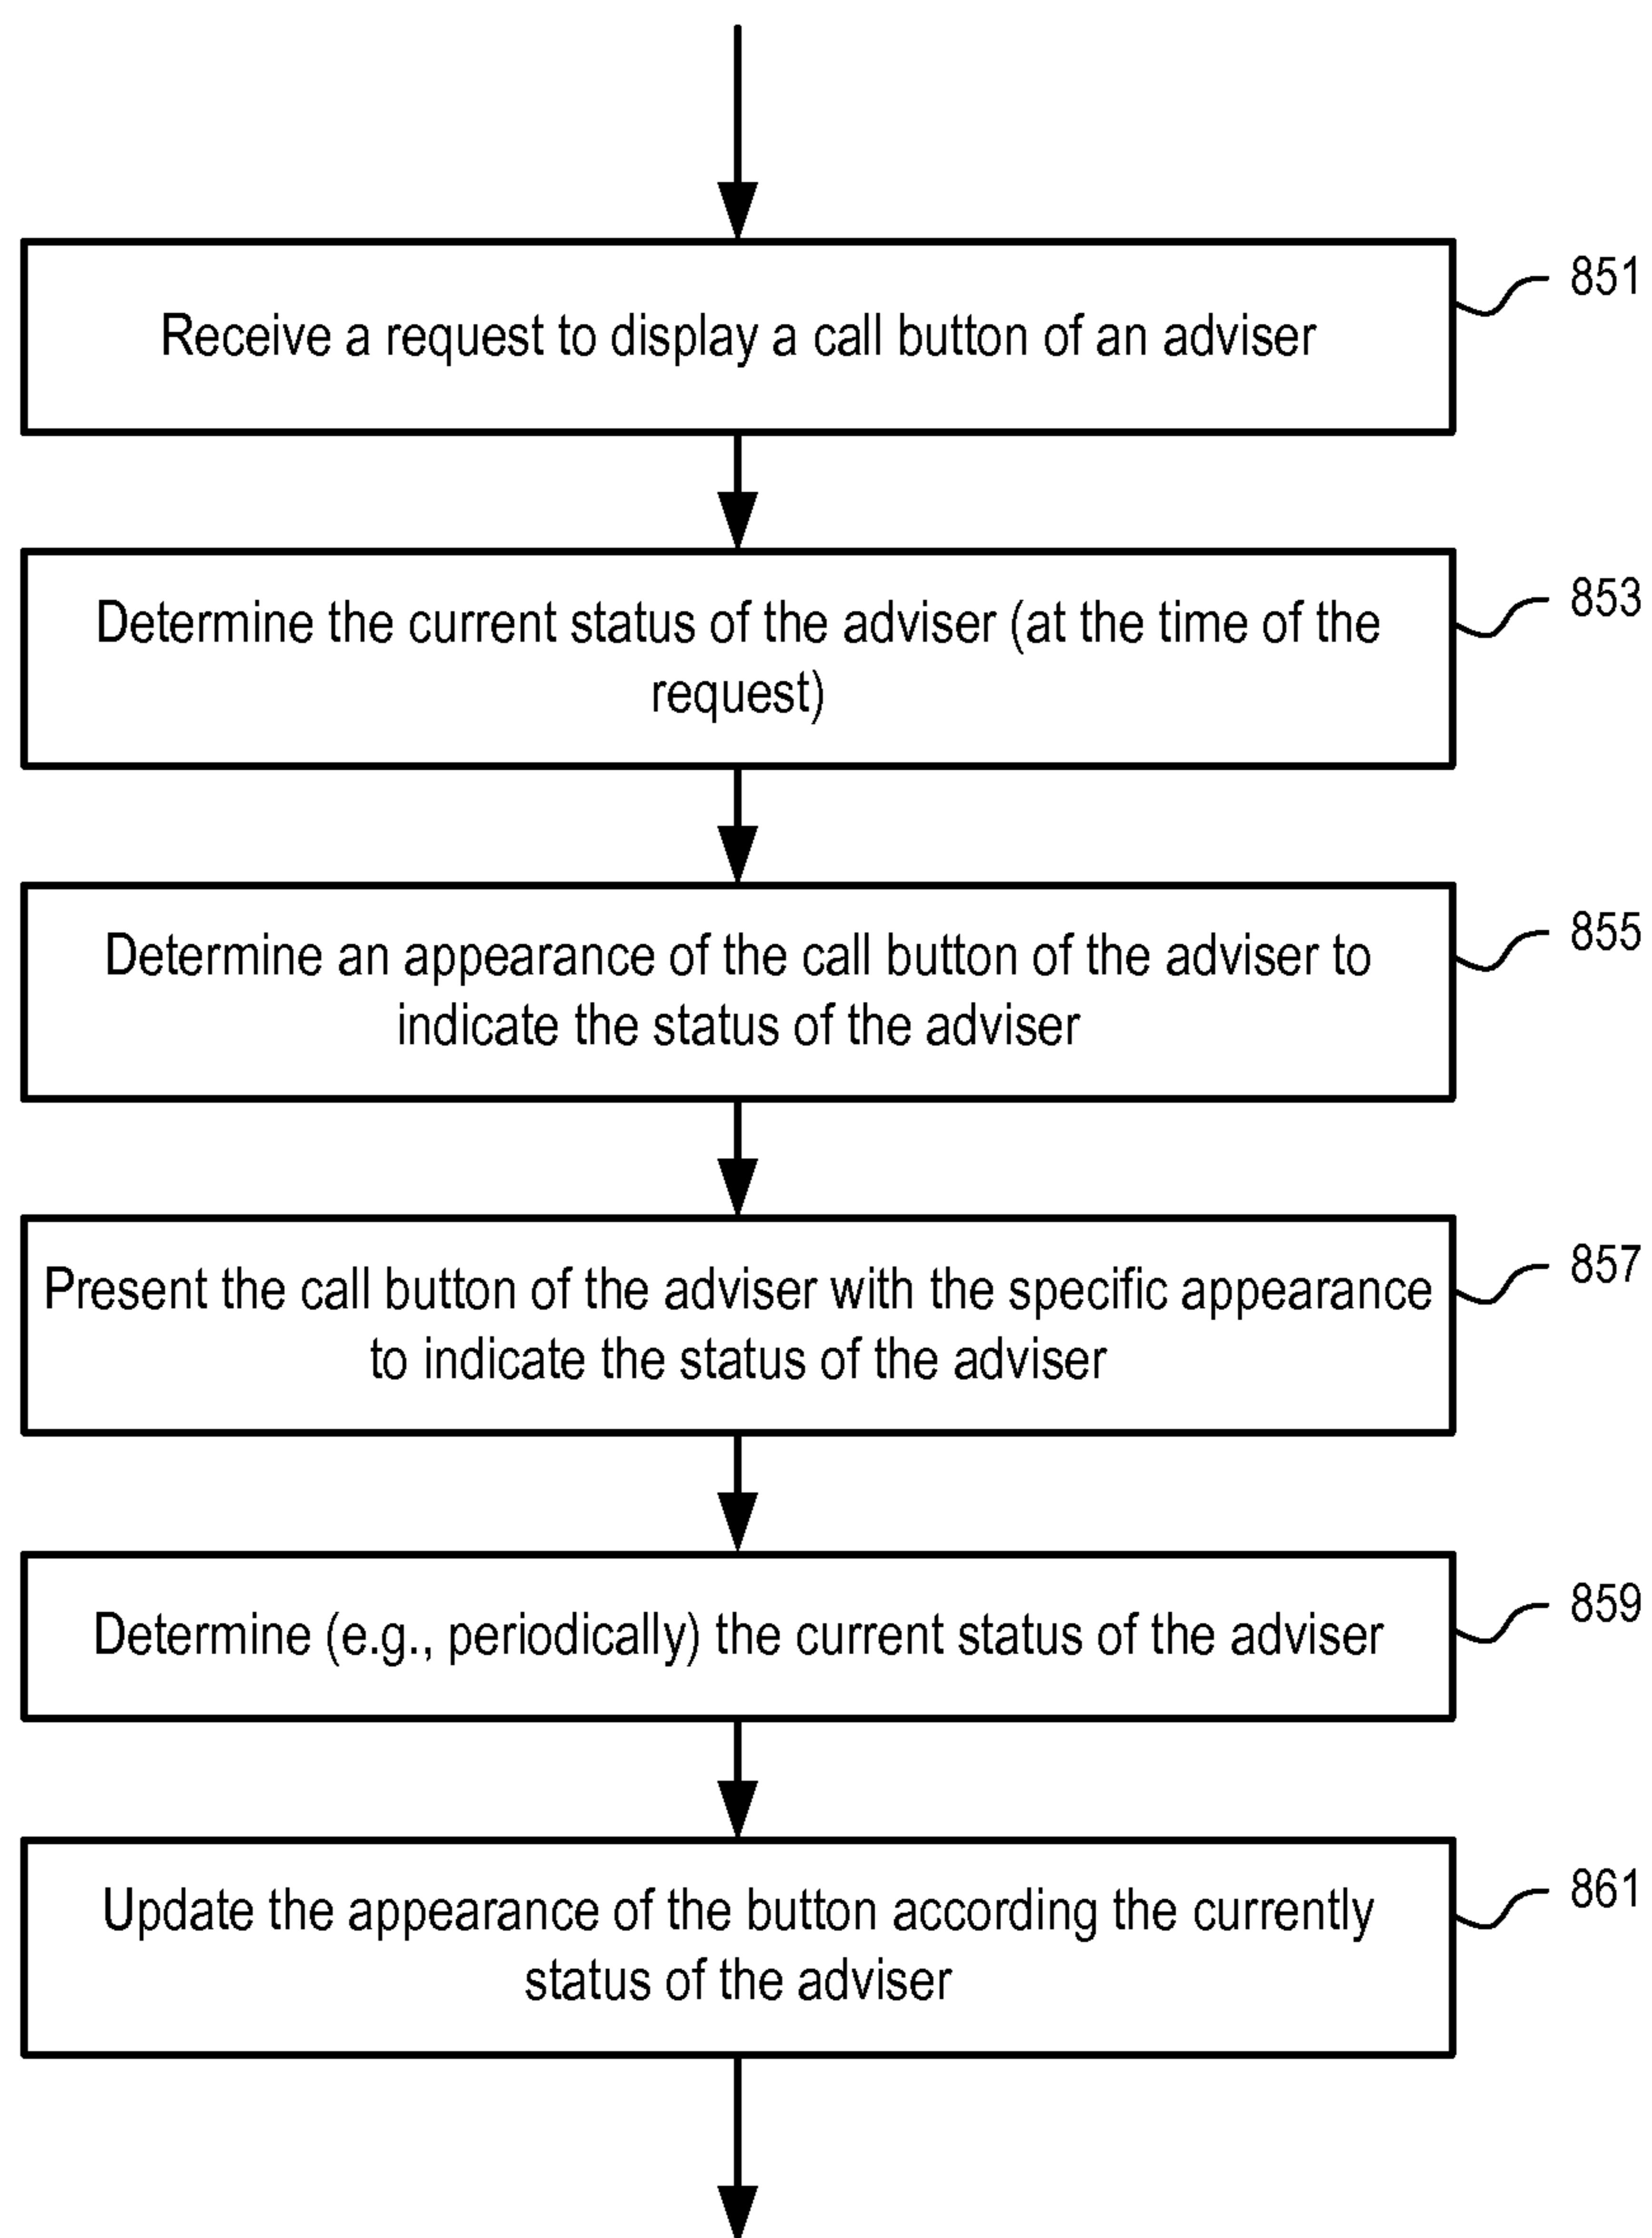 Receive a request to display a call button of an adviser
851
Determine the current status of the adviser (at the time of the
request)
853
Determine an appearance of the call button of the adviser to
indicate the status of the adviser
855
Present the call button of the adviser with the specific appearance
to indicate the status of the adviser
857
Determine (e.g., periodically) the current status of the adviser
859
Update the appearance of the button according the currently
status of the adviser
861